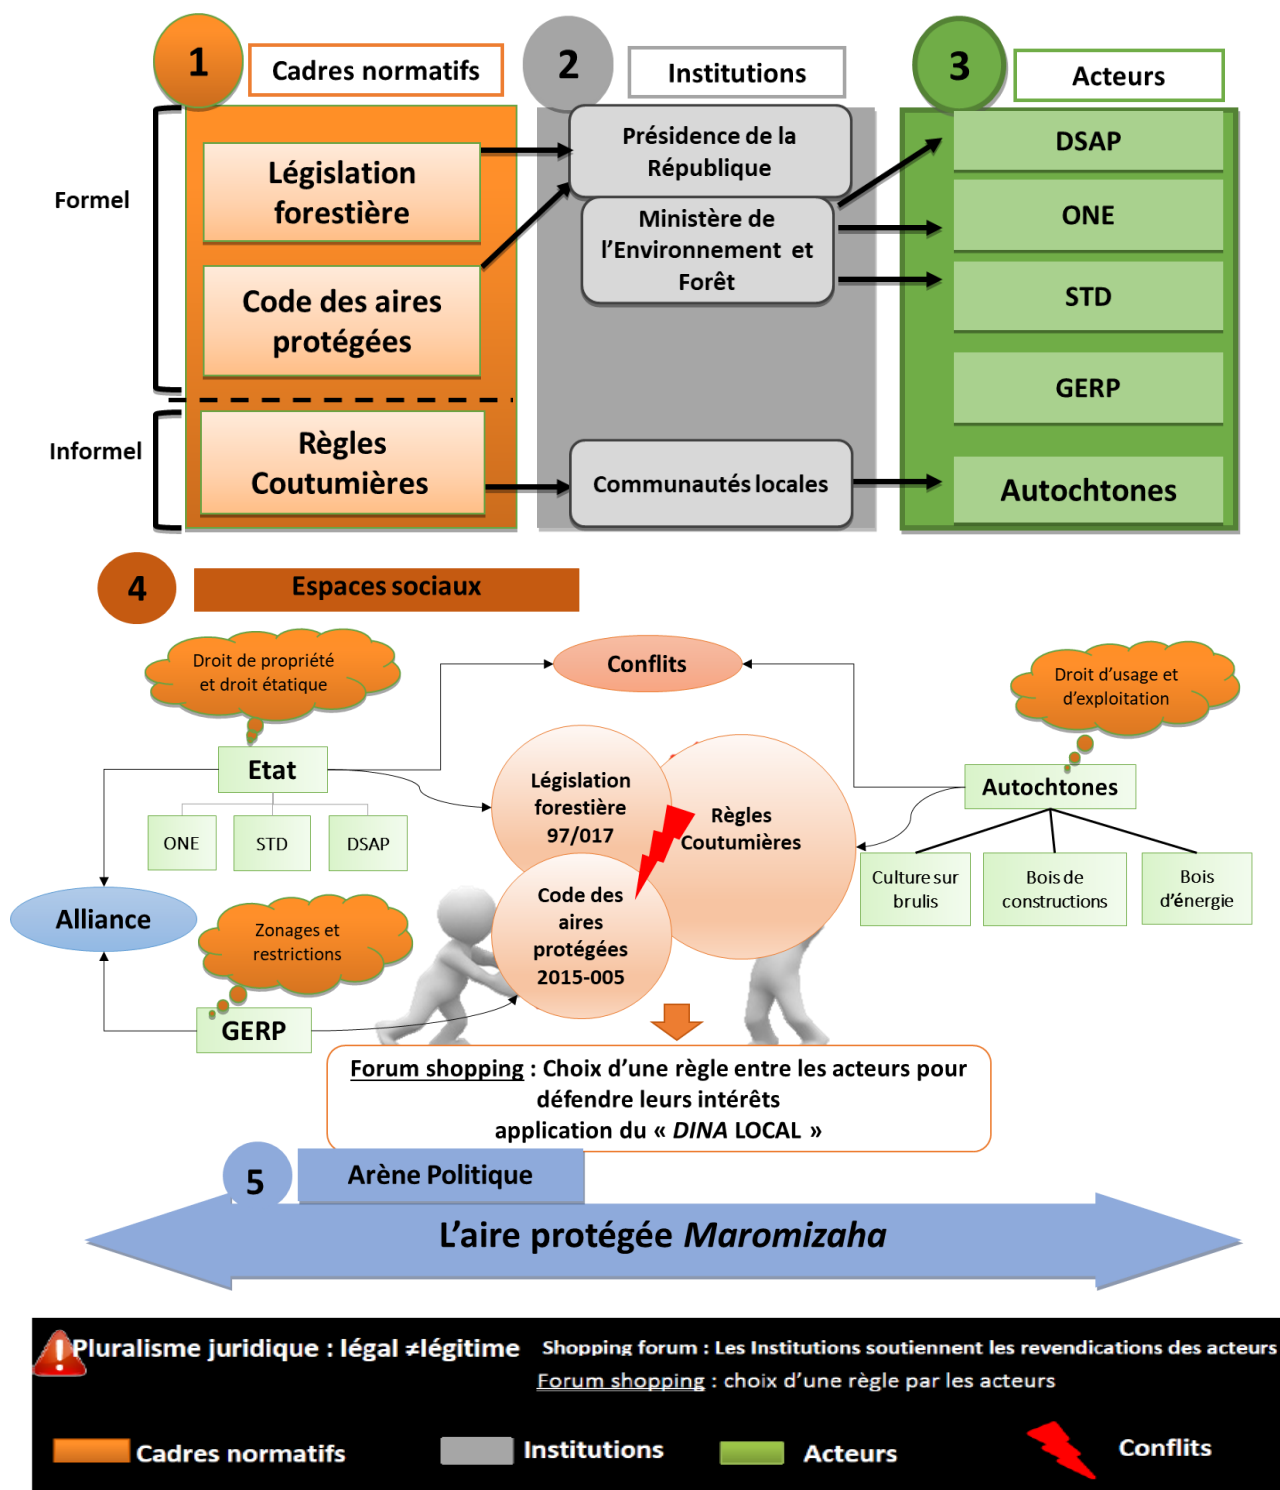 1
Cadres normatifs
2
Institutions
3
Acteurs
Formel
Législation
forestière
Code des aires
protégées
Informel
Règles
Coutumières
Présidence de la
République
Ministère de
l'Environnement et
Forêt
Communautés locales
DSAP
ONE
STD
GERP
Autochtones
4
Espaces sociaux
Droit de propriété
et droit étatique
Conflits
Droit d'usage et
d'exploitation
Etat
ONE
STD
DSAP
Législation
forestière
97/017
Règles
Coutumières
Autochtones
Culture sur
brulis
Bois de
constructions
Bois
d'énergie
Alliance
Zonages et
restrictions
Code des
aires
protégées
2015-005
GERP
Forum shopping : Choix d'une règle entre les acteurs pour
défendre leurs intérêts
application du « DINA LOCAL »
5
Arène Politique
L'aire protégée Maromizaha
!
Pluralisme juridique : légal ≠légitime
Shopping forum : Les Institutions soutiennent les revendications des acteurs
Forum shopping : choix d'une règle par les acteurs
Cadres normatifs
Institutions
Acteurs
Conflits